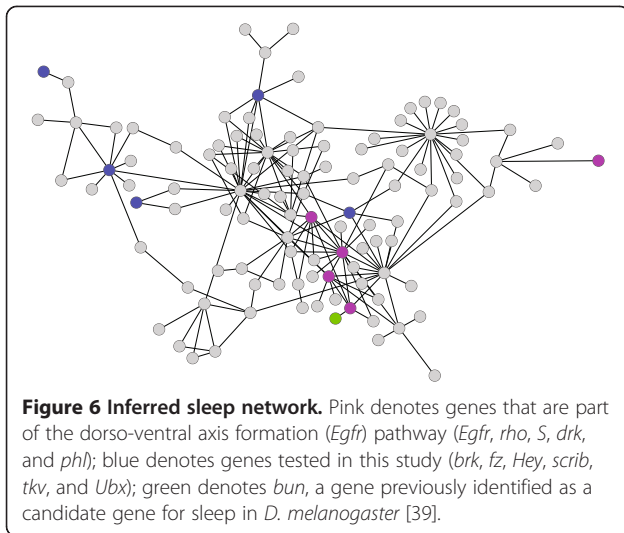 Figure 6 Inferred sleep network. Pink denotes genes that are part
of the dorso-ventral axis formation (Egfr) pathway (Egfr, rho, S, drk,
and phl); blue denotes genes tested in this study (brk, fz, Hey, scrib,
tkv, and Ubx); green denotes bun, a gene previously identified as a
candidate gene for sleep in D. melanogaster [39].